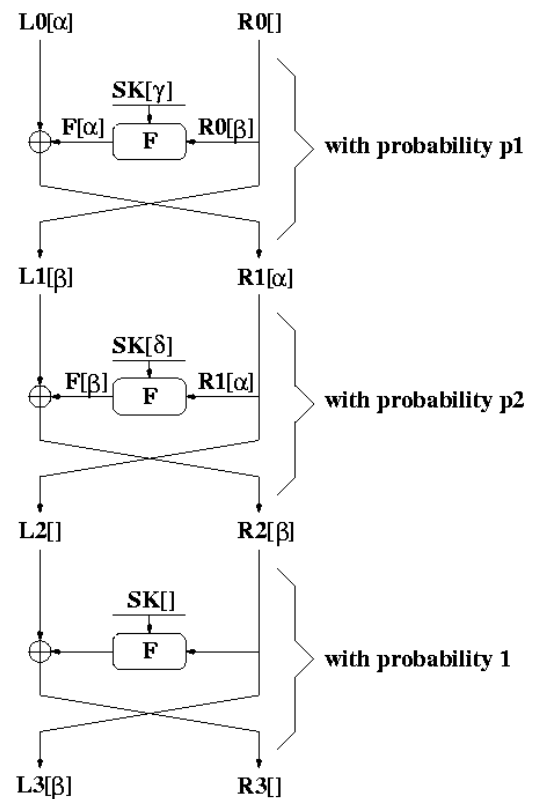 L0[α] R0[]
SK[γ]
F[α] F R0[β]
with probability p1
L1[β] R1[α]
SK[δ]
F[β] F R1[α]
with probability p2
L2[] R2[β]
SK[]
F
with probability 1
L3[β] R3[]